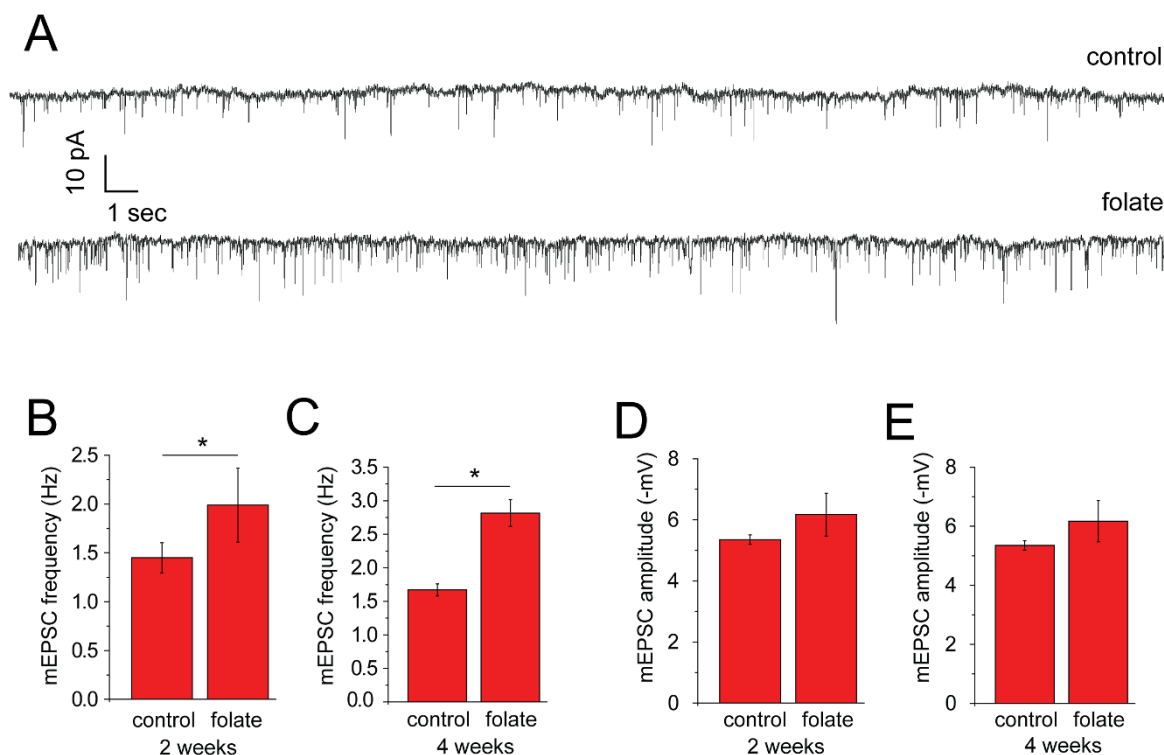 A
control
10 pA
1 sec
folate
B
mEPSC frequency (Hz)
2.5
2.0
1.5
1.0
0.5
0.0
*
control folate
2 weeks
C
mEPSC frequency (Hz)
3.5
3.0
2.5
2.0
1.5
1.0
0.5
0.0
*
control folate
4 weeks
D
mEPSC amplitude (-mV)
8
6
4
2
0
control folate
2 weeks
E
mEPSC amplitude (-mV)
8
6
4
2
0
control folate
4 weeks